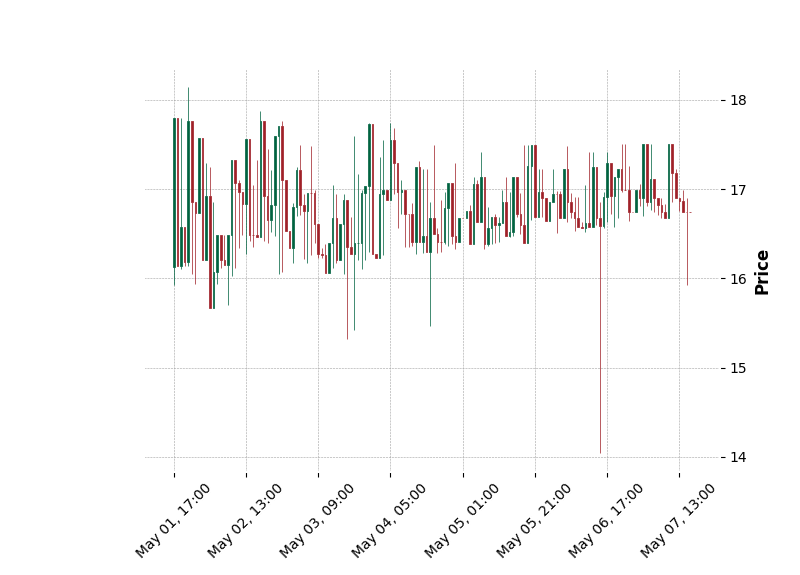 18
17
16
15
14
Price
May 01, 17:00
May 02, 13:00
May 03, 09:00
May 04, 05:00
May 05, 01:00
May 05, 21:00
May 06, 17:00
May 07, 13:00